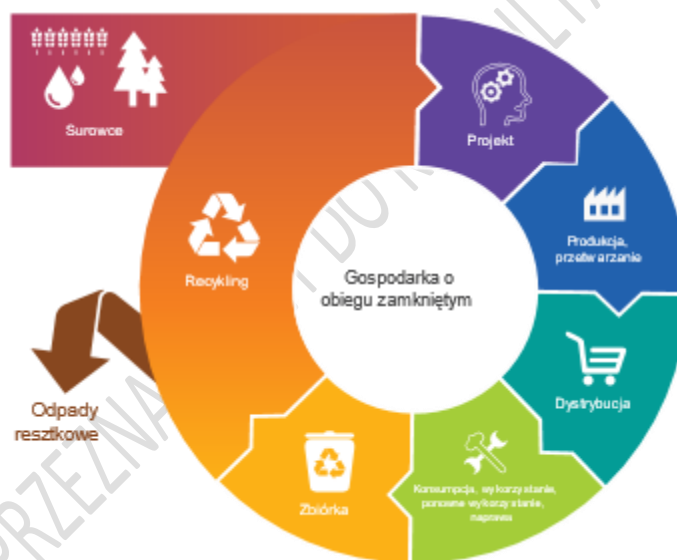 Surowce
Projekt
Produkcja,
przetwarzanie
Recykling
Gospodarka o
obiegu zamkniętym
Dystrybucja
Odpady
resztkowe
Konsumpcja, wykorzystanie,
ponowne wykorzystanie,
naprawa
Zbiórka